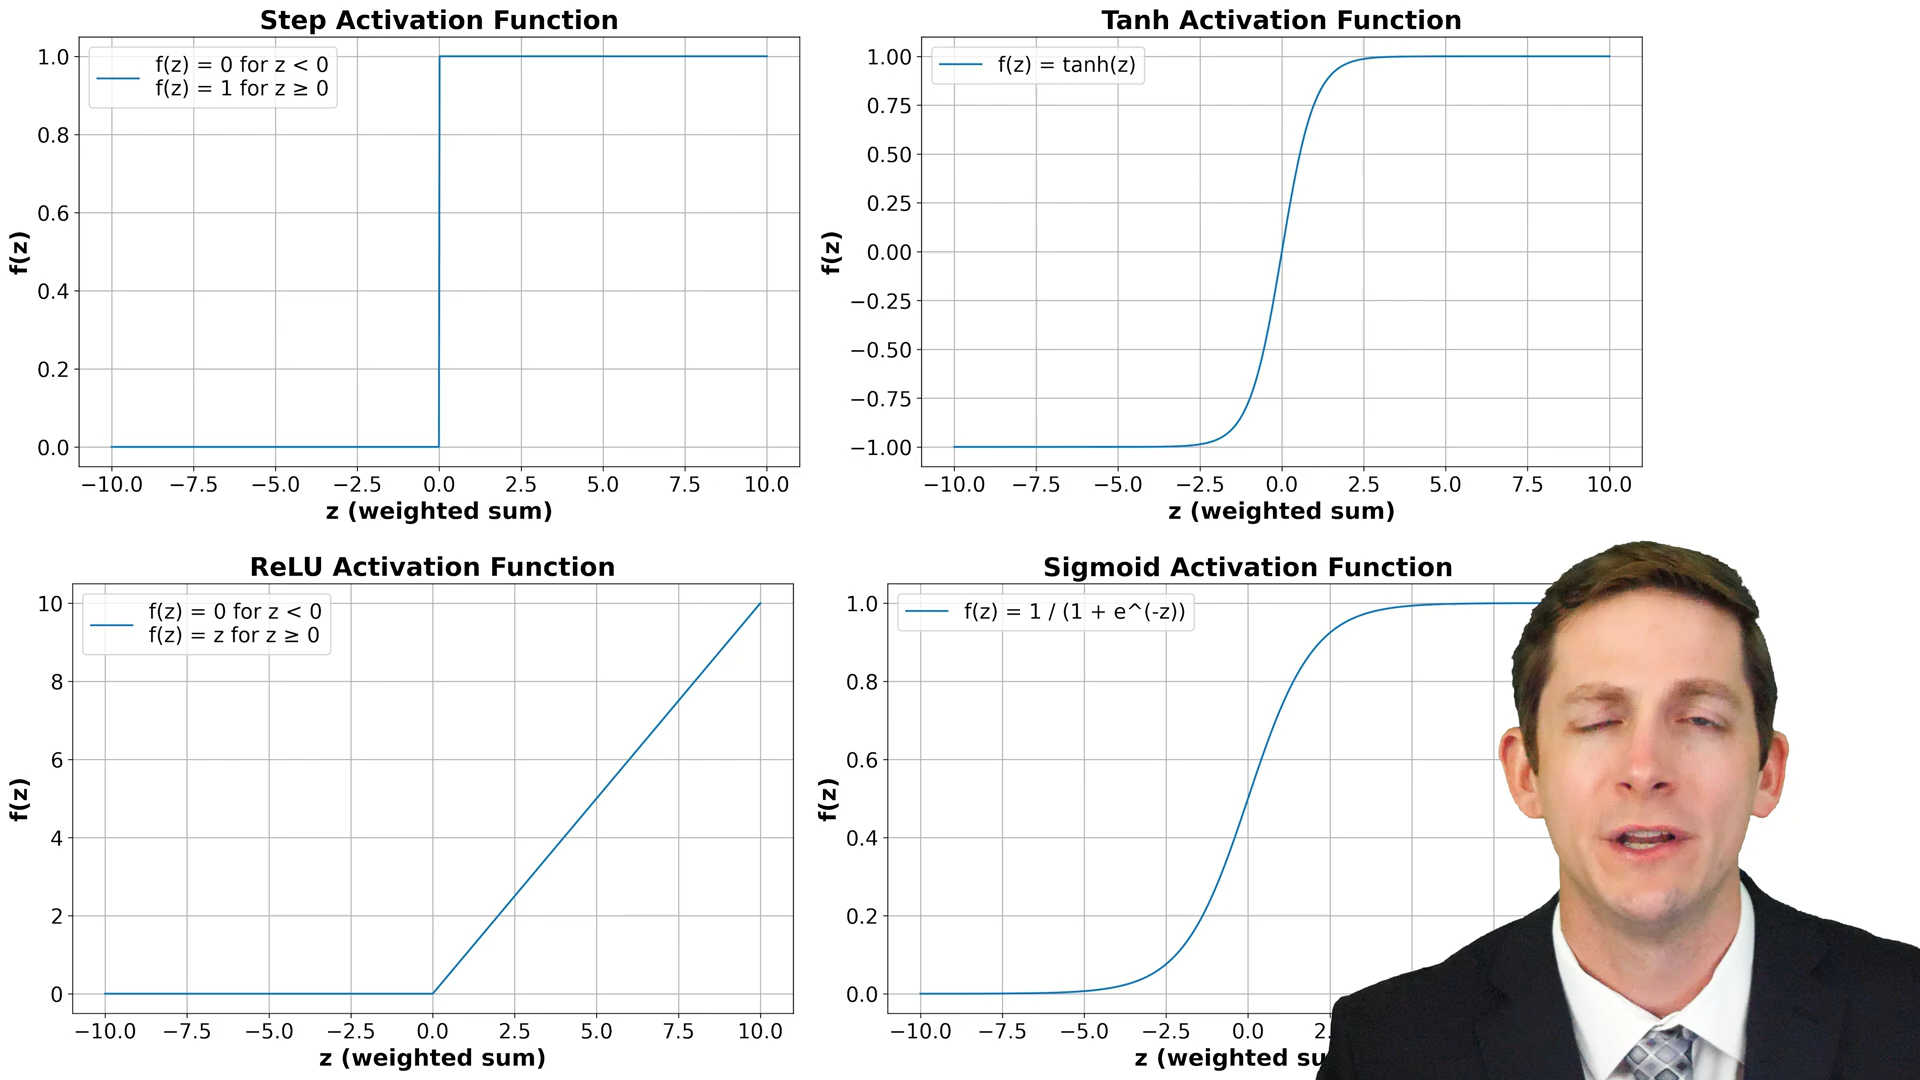 Step Activation Function
f(z) = 0 for z < 0
f(z) = 1 for z ≥ 0
1.0
0.8
0.6
0.4
0.2
0.0
f(z)
−10.0 −7.5 −5.0 −2.5 0.0 2.5 5.0 7.5 10.0
z (weighted sum)
Tanh Activation Function
f(z) = tanh(z)
1.00
0.75
0.50
0.25
0.00
−0.25
−0.50
−0.75
−1.00
f(z)
−10.0 −7.5 −5.0 −2.5 0.0 2.5 5.0 7.5 10.0
z (weighted sum)
ReLU Activation Function
f(z) = 0 for z < 0
f(z) = z for z ≥ 0
10
8
6
4
2
0
f(z)
−10.0 −7.5 −5.0 −2.5 0.0 2.5 5.0 7.5 10.0
z (weighted sum)
Sigmoid Activation Function
f(z) = 1 / (1 + e^(-z))
1.0
0.8
0.6
0.4
0.2
0.0
f(z)
−10.0 −7.5 −5.0 −2.5 0.0
z (weighted